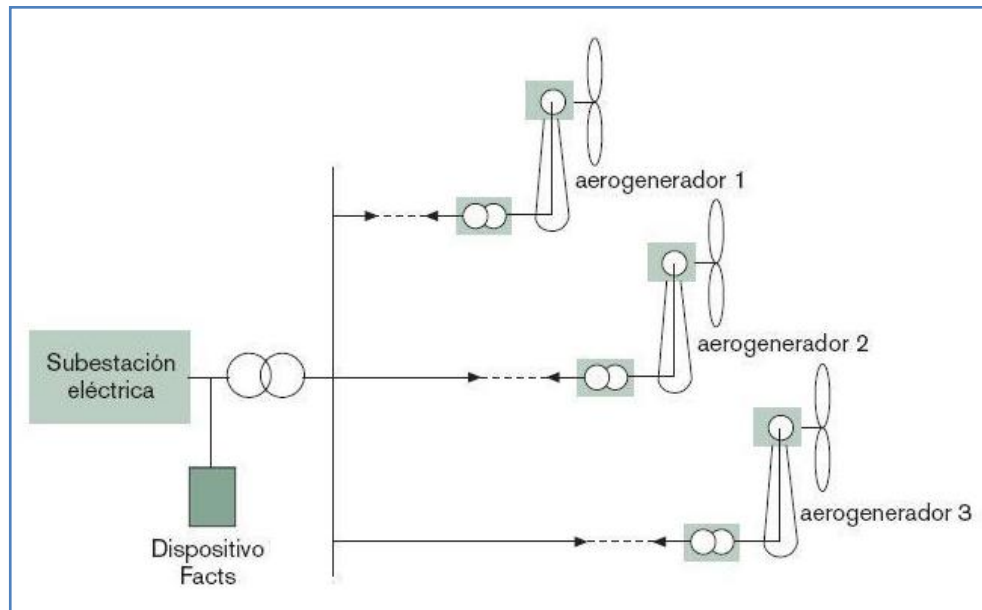 aerogenerador 1
aerogenerador 2
Subestación
eléctrica
aerogenerador 3
Dispositivo
Facts